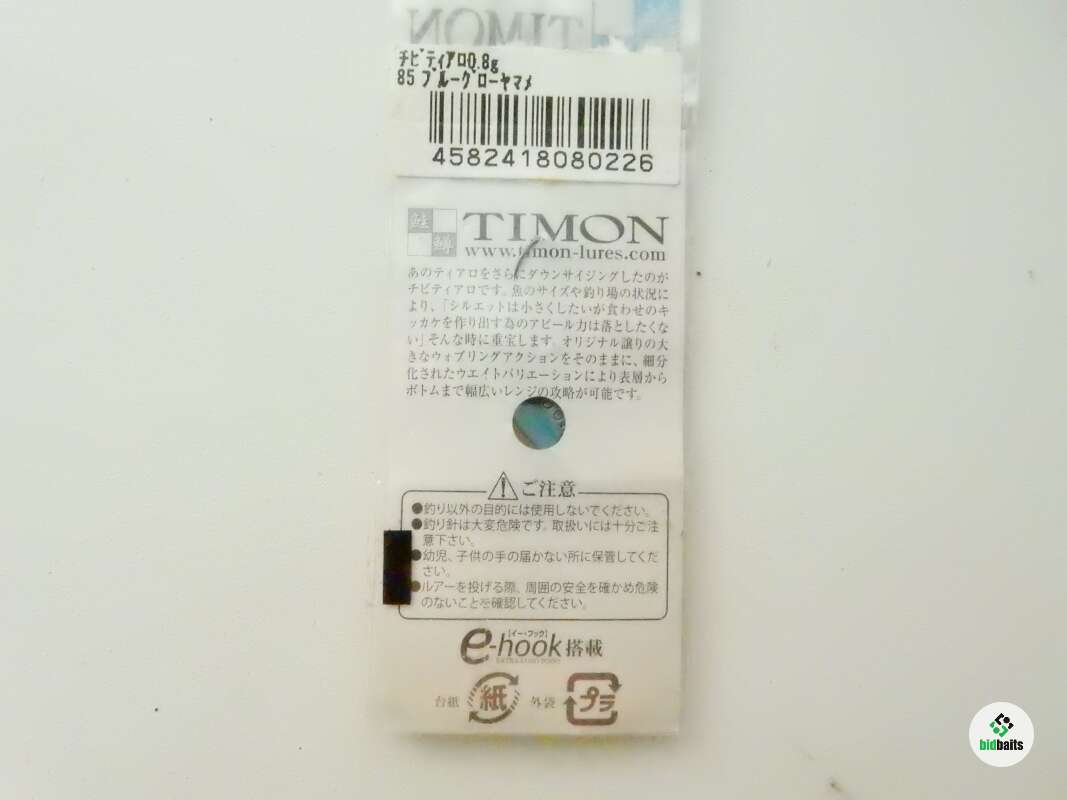 TIMON
チビティアロ0.8g
85 ブルーグローヤマメ
4582418080226
鮭 TIMON
鱒 www.timon-lures.com
あのティアロをさらにダウンサイジングしたのが
チビティアロです。魚のサイズや釣り場の状況に
より、「シルエットは小さくしたいが食わせのキ
ッカケを作り出す為のアピール力は落としたくな
い」そんな時に重宝します。オリジナル譲りの大
きなウォブリングアクションをそのままに、細分
化されたウエイトバリエーションにより表層から
ボトムまで幅広いレンジの攻略が可能です。
ご注意
●釣り以外の目的には使用しないでください。
●釣り針は大変危険です。取扱いには十分ご注
意下さい。
●幼児、子供の手の届かない所に保管してくだ
さい。
●ルアーを投げる際、周囲の安全を確かめ危険
のないことを確認してください。
[イー・フック]
e-hook搭載
台紙 紙 外袋 プラ
bidbaits